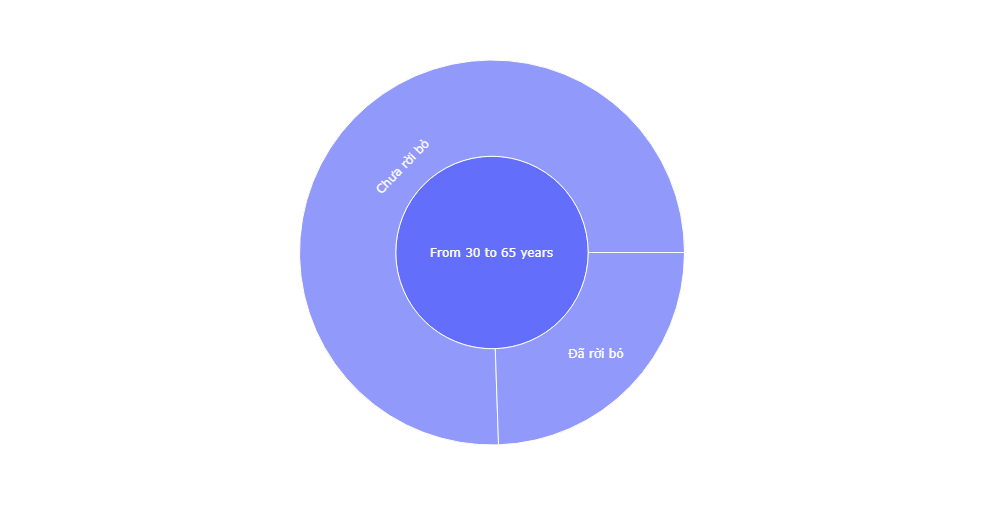 Chưa rời bỏ
From 30 to 65 years
Đã rời bỏ